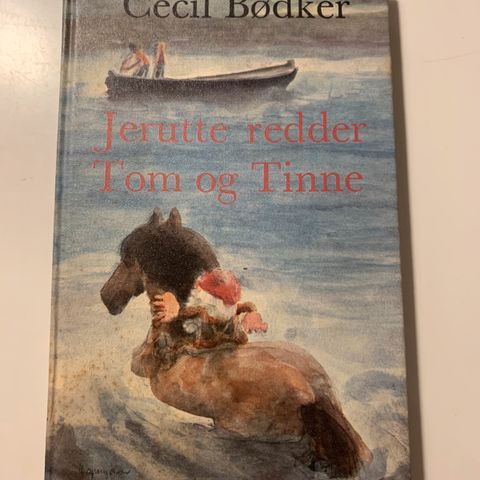 Cecil Bødker
Jerutte redder
Tom og Tinne